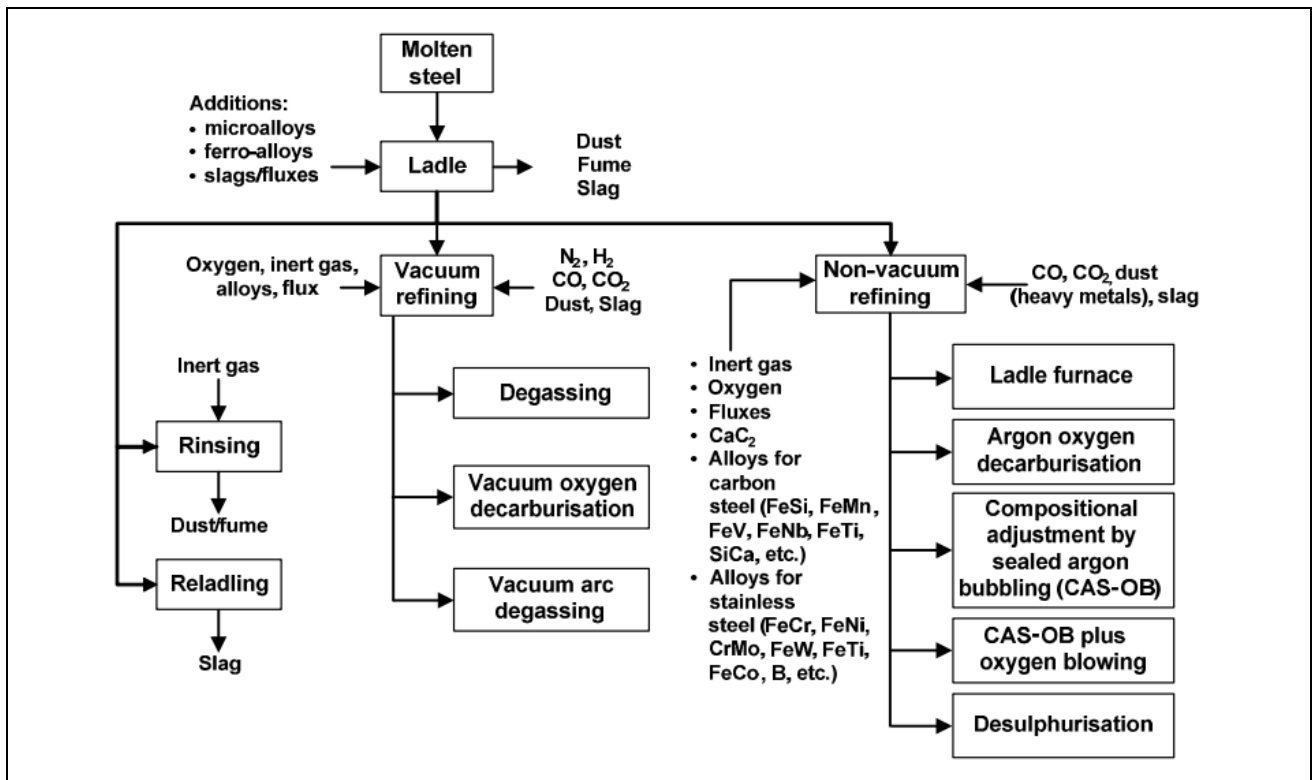 Molten
steel
Additions:
• microalloys
• ferro-alloys
• slags/fluxes
Ladle
Dust
Fume
Slag
Oxygen, inert gas,
alloys, flux
Vacuum
refining
N₂, H₂
CO, CO₂
Dust, Slag
Non-vacuum
refining
CO, CO₂, dust
(heavy metals), slag
Inert gas
Rinsing
Dust/fume
Reladling
Slag
Degassing
Vacuum oxygen
decarburisation
Vacuum arc
degassing
• Inert gas
• Oxygen
• Fluxes
• CaC₂
• Alloys for
carbon
steel (FeSi, FeMn,
FeV, FeNb, FeTi,
SiCa, etc.)
• Alloys for
stainless
steel (FeCr, FeNi,
CrMo, FeW, FeTi,
FeCo, B, etc.)
Ladle furnace
Argon oxygen
decarburisation
Compositional
adjustment by
sealed argon
bubbling (CAS-OB)
CAS-OB plus
oxygen blowing
Desulphurisation